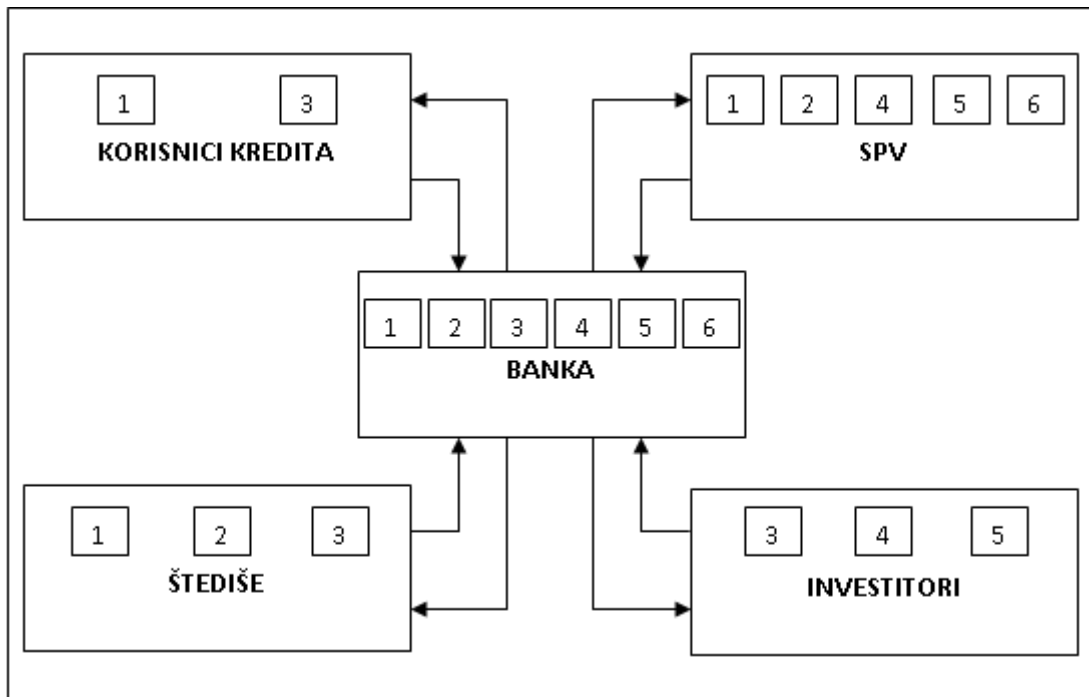 1 3
KORISNICI KREDITA
1 2 4 5 6
SPV
1 2 3 4 5 6
BANKA
1 2 3
ŠTEDIŠE
3 4 5
INVESTITORI